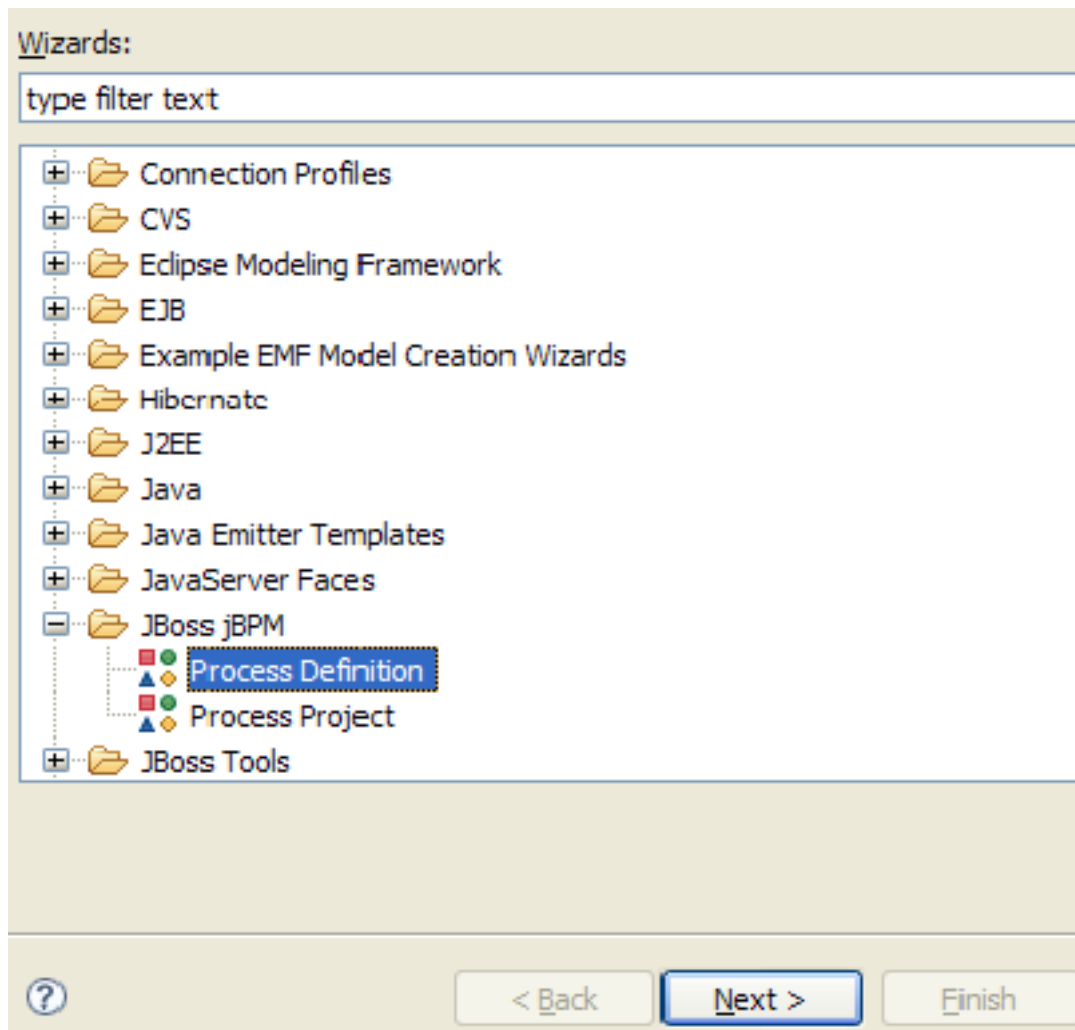 Wizards:
type filter text
Connection Profiles
CVS
Eclipse Modeling Framework
EJB
Example EMF Model Creation Wizards
Hibernate
J2EE
Java
Java Emitter Templates
JavaServer Faces
JBoss jBPM
Process Definition
Process Project
JBoss Tools
? < Back Next > Finish